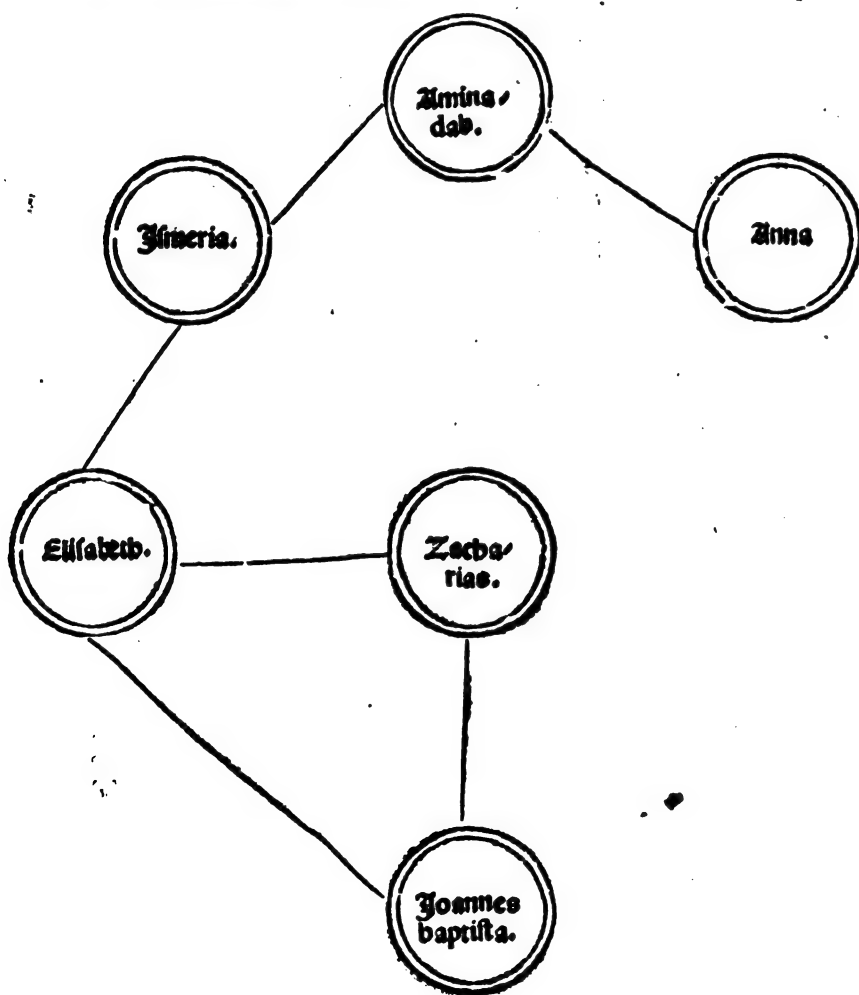 Amina⸗
dab.
Iſmeria.
Anna
Eliſabeth.
Zacha⸗
rias.
Joannes
baptiſta.